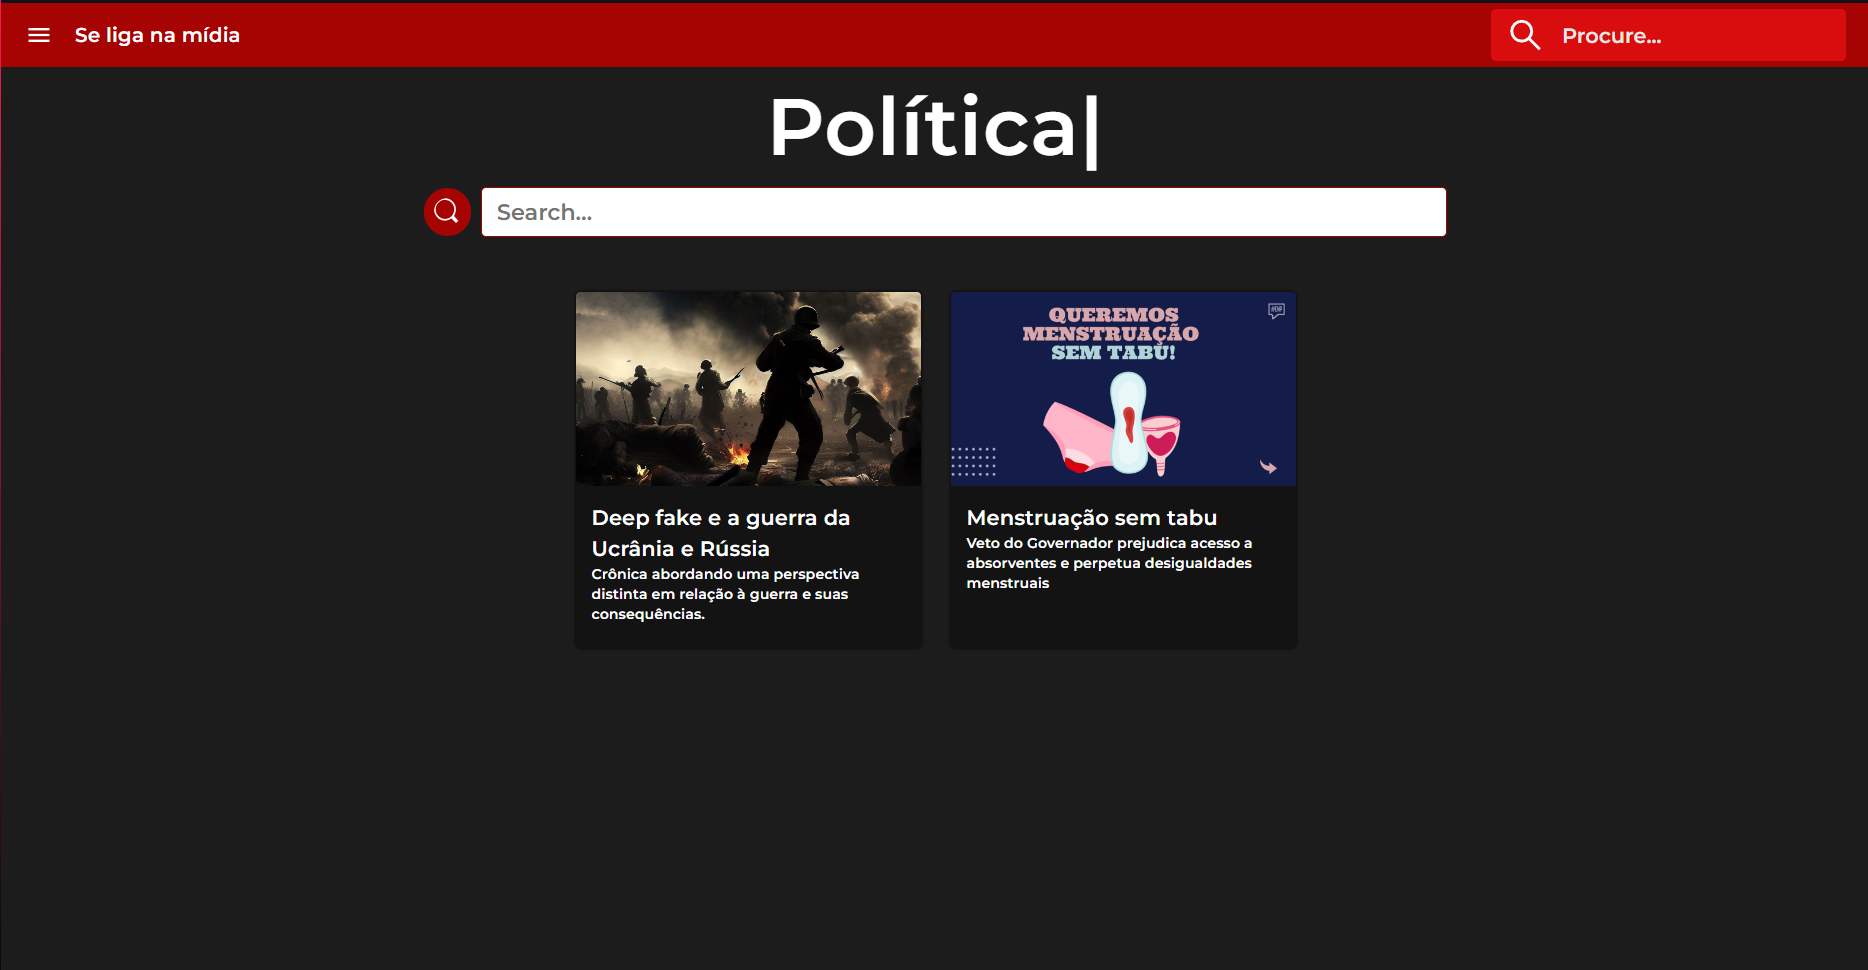 Se liga na mídia
Procure...
Política|
Search...
QUEREMOS
MENSTRUAÇÃO
SEM TABU!
Deep fake e a guerra da
Ucrânia e Rússia
Crônica abordando uma perspectiva
distinta em relação à guerra e suas
consequências.
Menstruação sem tabu
Veto do Governador prejudica acesso a
absorventes e perpetua desigualdades
menstruais